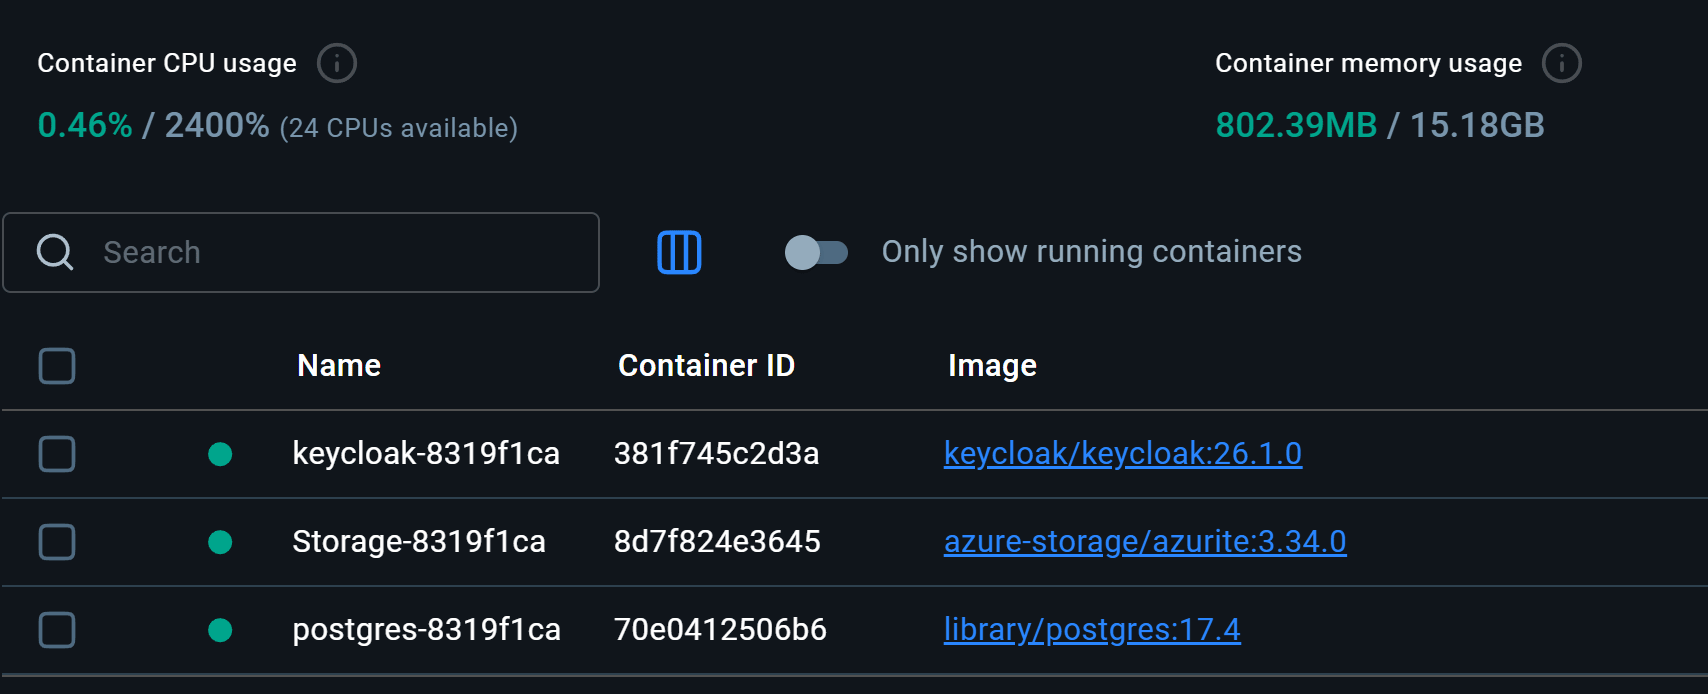 Container CPU usage
Container memory usage
0.46% / 2400% (24 CPUs available)
802.39MB / 15.18GB
Search
Only show running containers
Name Container ID Image
keycloak-8319f1ca 381f745c2d3a keycloak/keycloak:26.1.0
Storage-8319f1ca 8d7f824e3645 azure-storage/azurite:3.34.0
postgres-8319f1ca 70e0412506b6 library/postgres:17.4